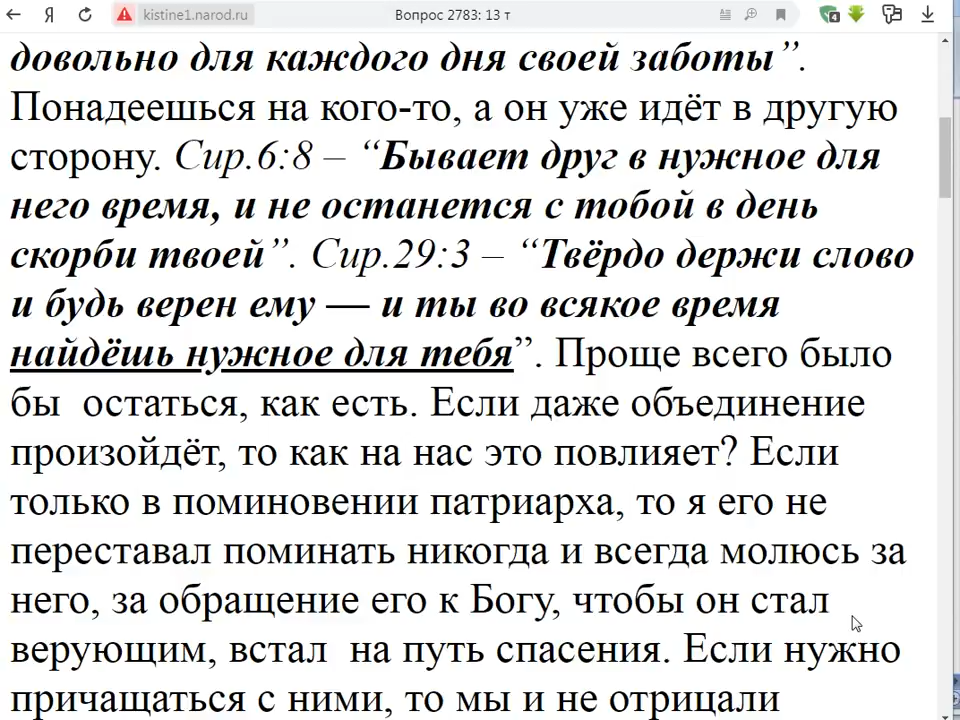 kistine1.narod.ru
Вопрос 2783: 13 т
4
довольно для каждого дня своей заботы”.
Понадеешься на кого-то, а он уже идёт в другую
сторону. Сир.6:8 – “Бывает друг в нужное для
него время, и не останется с тобой в день
скорби твоей”. Сир.29:3 – “Твёрдо держи слово
и будь верен ему — и ты во всякое время
найдёшь нужное для тебя”. Проще всего было
бы остаться, как есть. Если даже объединение
произойдёт, то как на нас это повлияет? Если
только в поминовении патриарха, то я его не
переставал поминать никогда и всегда молюсь за
него, за обращение его к Богу, чтобы он стал
верующим, встал на путь спасения. Если нужно
причащаться с ними, то мы и не отрицали